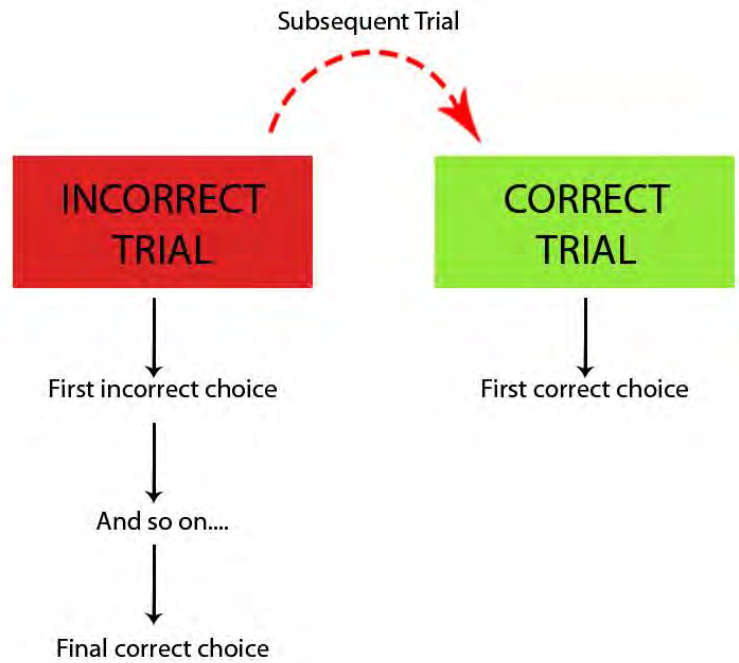 Subsequent Trial
INCORRECT
TRIAL
CORRECT
TRIAL
First incorrect choice
First correct choice
And so on....
Final correct choice